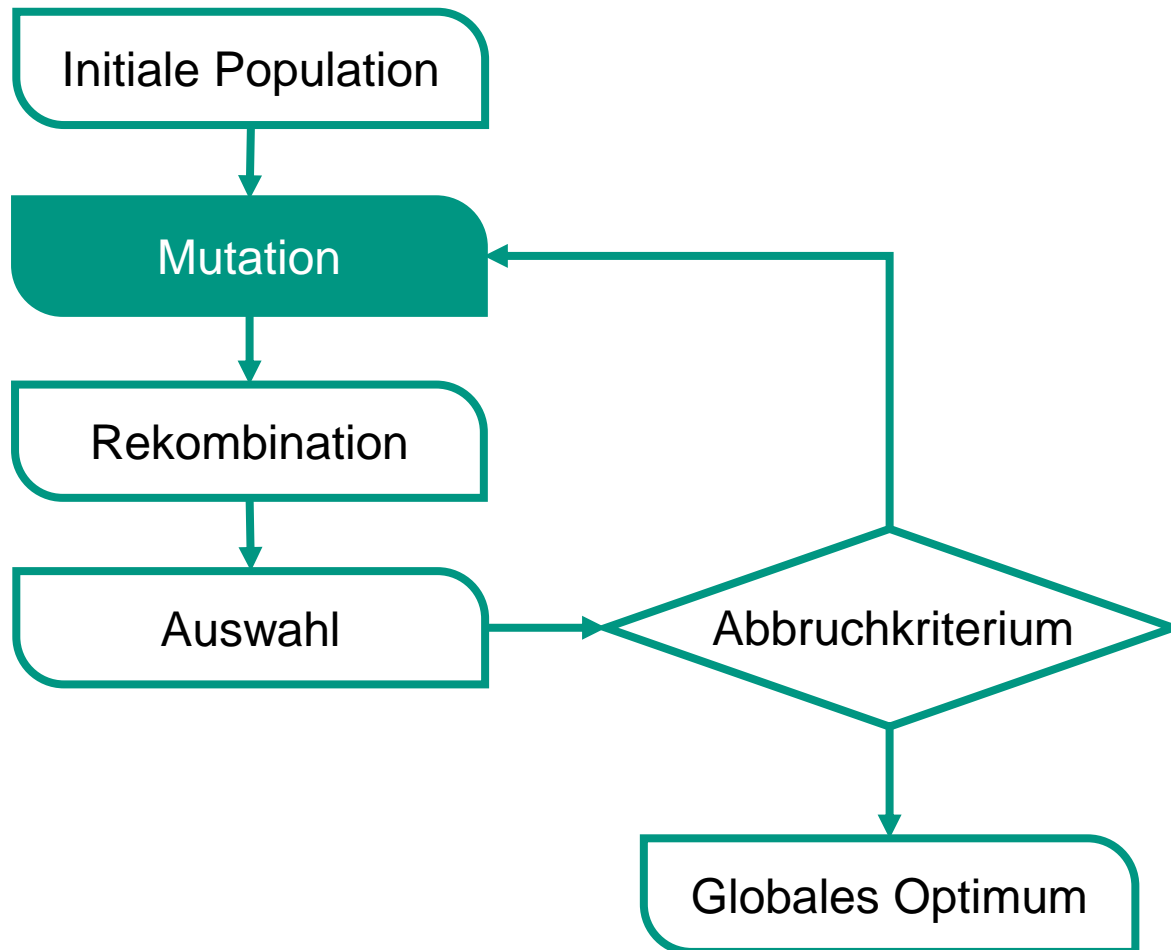 Initiale Population
Mutation
Rekombination
Auswahl
Abbruchkriterium
Globales Optimum